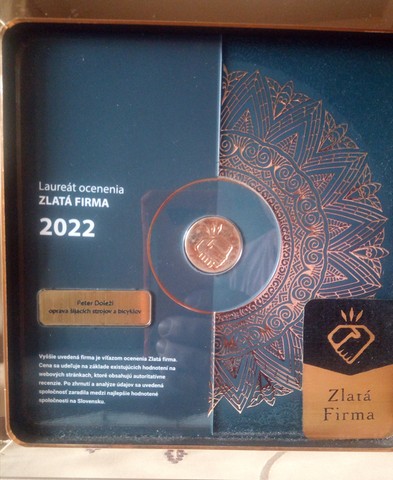 Laureát ocenenia
ZLATÁ FIRMA
2022
Peter Doležl
oprava šijacích strojov a bicyklov
Vyššie uvedená firma je víťazom ocenenia Zlatá firma.
Cena sa udeľuje na základe existujúcich hodnotení na
webových stránkach, ktoré obsahujú autoritatívne
recenzie. Po zhrnutí a analýze údajov sa uvedená
spoločnosť zaradila medzi najlepšie hodnotené
spoločnosti na Slovensku.
Zlatá
Firma